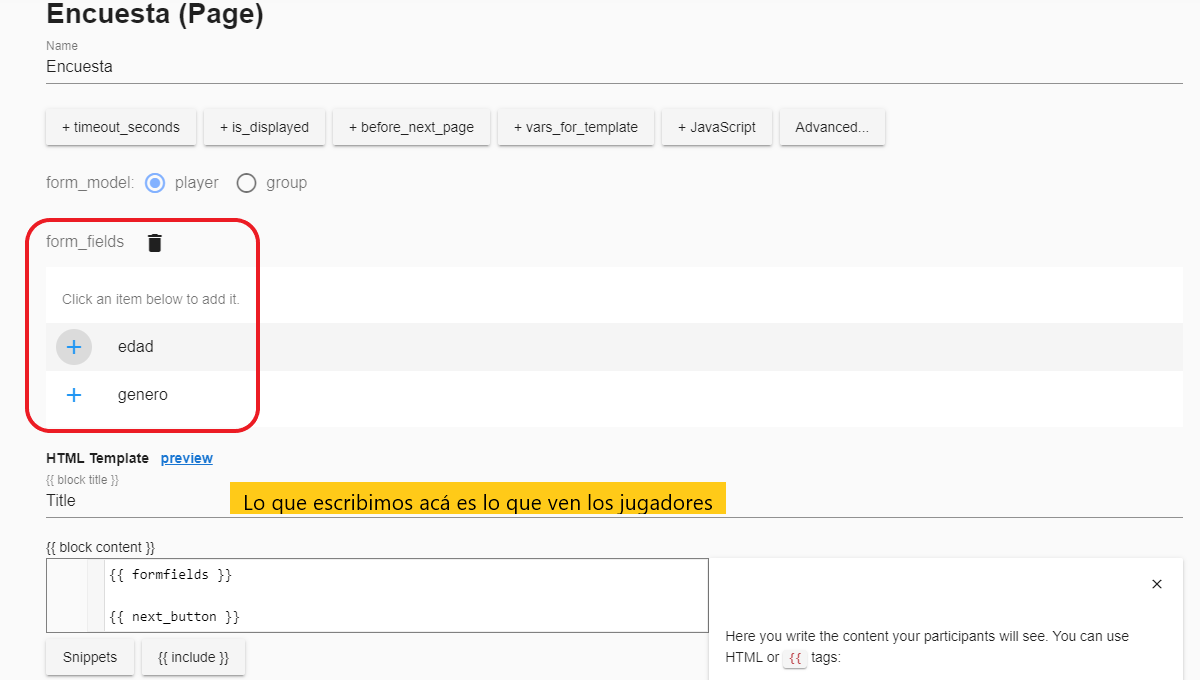 Encuesta (Page)
Name
Encuesta
+ timeout_seconds + is_displayed + before_next_page + vars_for_template + JavaScript Advanced...
form_model: player group
form_fields
Click an item below to add it.
+ edad
+ genero
HTML Template preview
{{ block title }}
Title
Lo que escribimos acá es lo que ven los jugadores
{{ block content }}
{{ formfields }}
{{ next_button }}
Snippets {{ include }}
Here you write the content your participants will see. You can use
HTML or {{ tags: